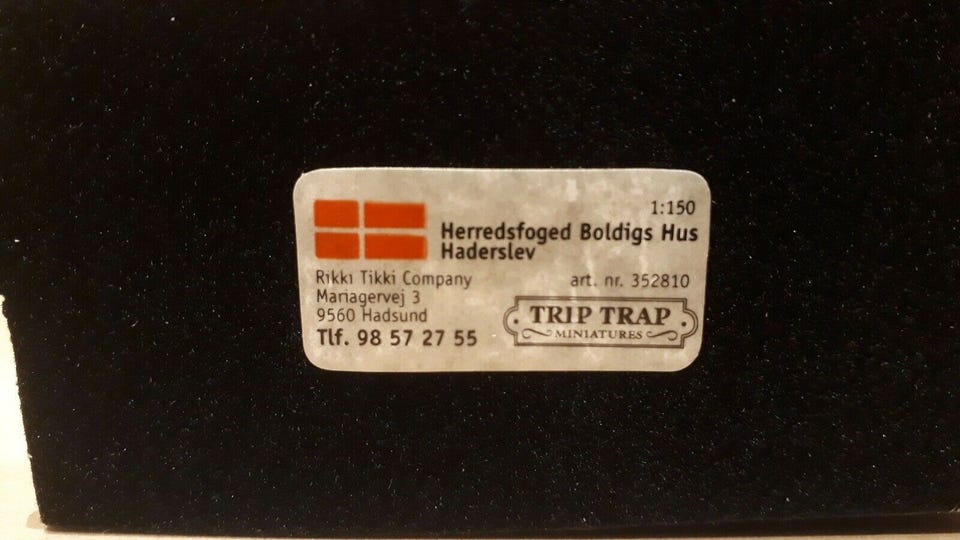 1:150
Herredsfoged Boldigs Hus
Haderslev
Rikki Tikki Company
Mariagervej 3
9560 Hadsund
Tlf. 98 57 27 55
art. nr. 352810
TRIP TRAP
MINIATURES